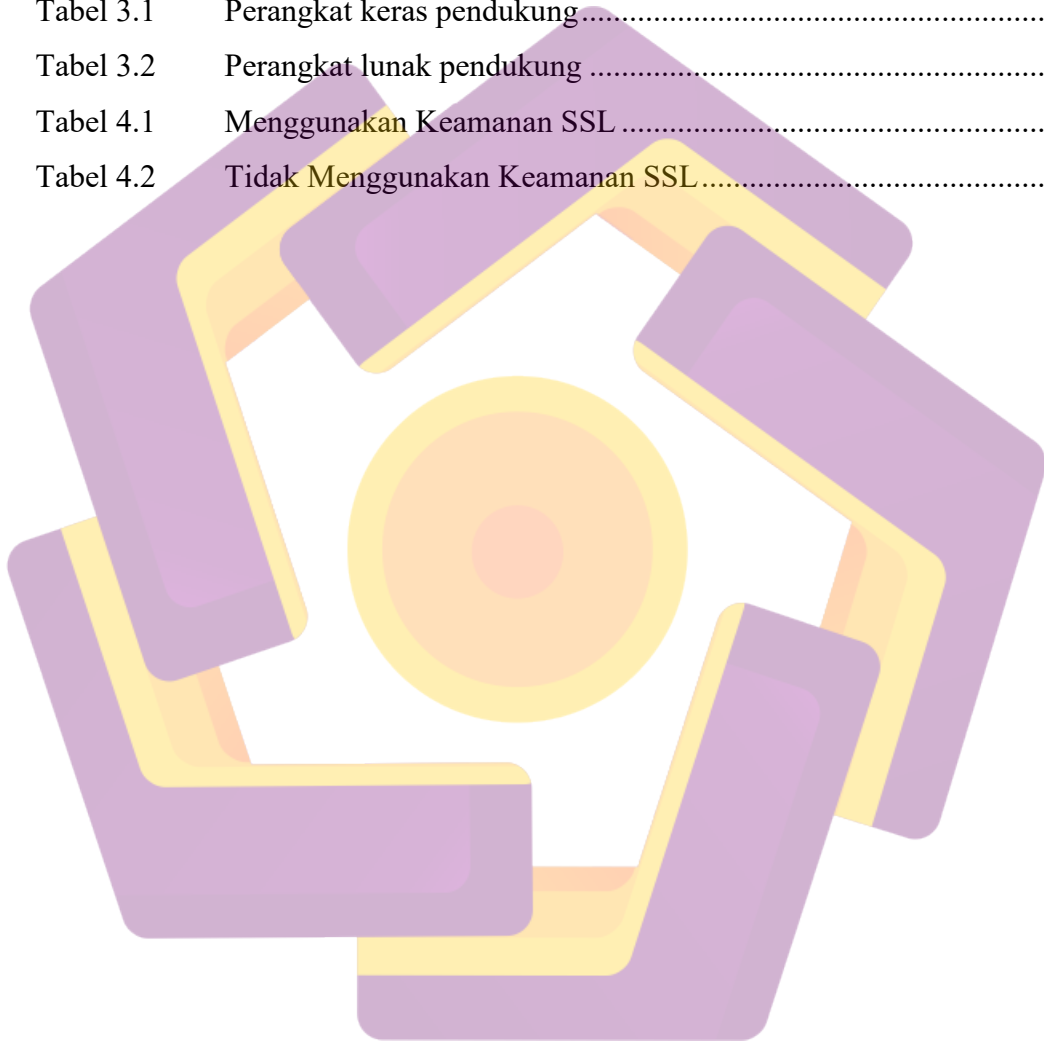 Tabel 3.1 Perangkat keras pendukung........................................................
Tabel 3.2 Perangkat lunak pendukung ........................................................
Tabel 4.1 Menggunakan Keamanan SSL ....................................................
Tabel 4.2 Tidak Menggunakan Keamanan SSL..........................................